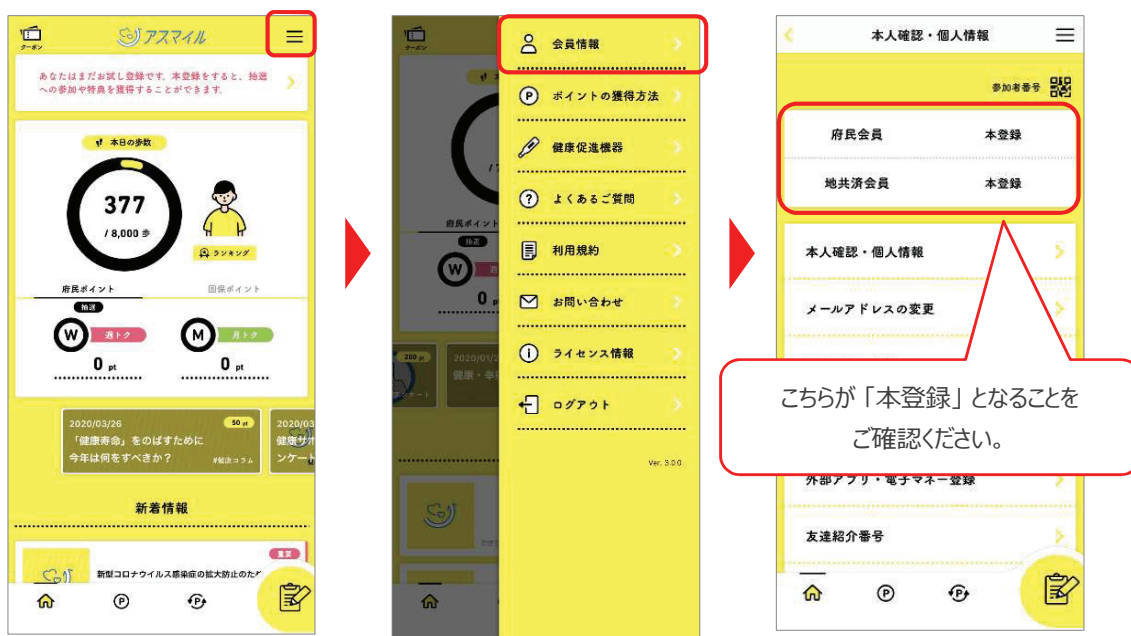 クーポン
アスマイル
あなたはまだお試し登録です。本登録をすると、抽選
への参加や特典を獲得することができます。
本日の歩数
377
/ 8,000 歩
ランキング
府民ポイント
国保ポイント
抽選
W 週トク
M 月トク
0 pt
0 pt
2020/03/26
50 pt
「健康寿命」をのばすために
今年は何をすべきか？
#健康コラム
2020/03
健康サポ
ンケート
新着情報
重要
新型コロナウイルス感染症の拡大防止のため
P
P
クーポン
府民ポイント
抽選
W
0
200 pt
2020/01/2
健康・
会員情報
P ポイントの獲得方法
健康促進機器
? よくあるご質問
利用規約
お問い合わせ
i ライセンス情報
ログアウト
Ver. 3.0.0
本人確認・個人情報
参加者番号
府民会員 本登録
地共済会員 本登録
本人確認・個人情報
メールアドレスの変更
こちらが「本登録」となることを
ご確認ください。
外部アプリ・電子マネー登録
友達紹介番号
P
P